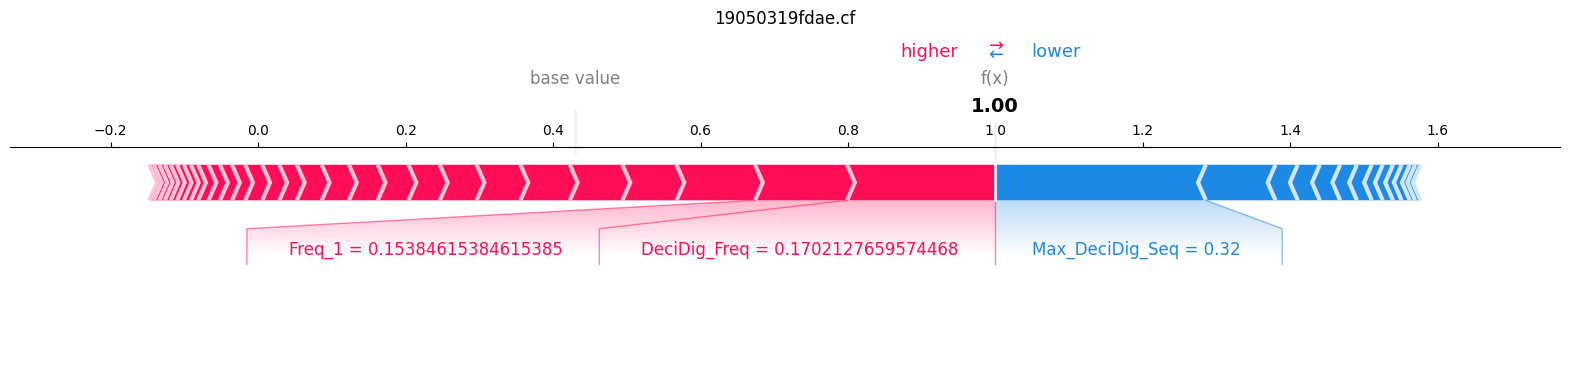 19050319fdae.cf
higher ⇄ lower
base value f(x)
1.00
−0.2 0.0 0.2 0.4 0.6 0.8 1.0 1.2 1.4 1.6
Freq_1 = 0.15384615384615385 DeciDig_Freq = 0.1702127659574468 Max_DeciDig_Seq = 0.32